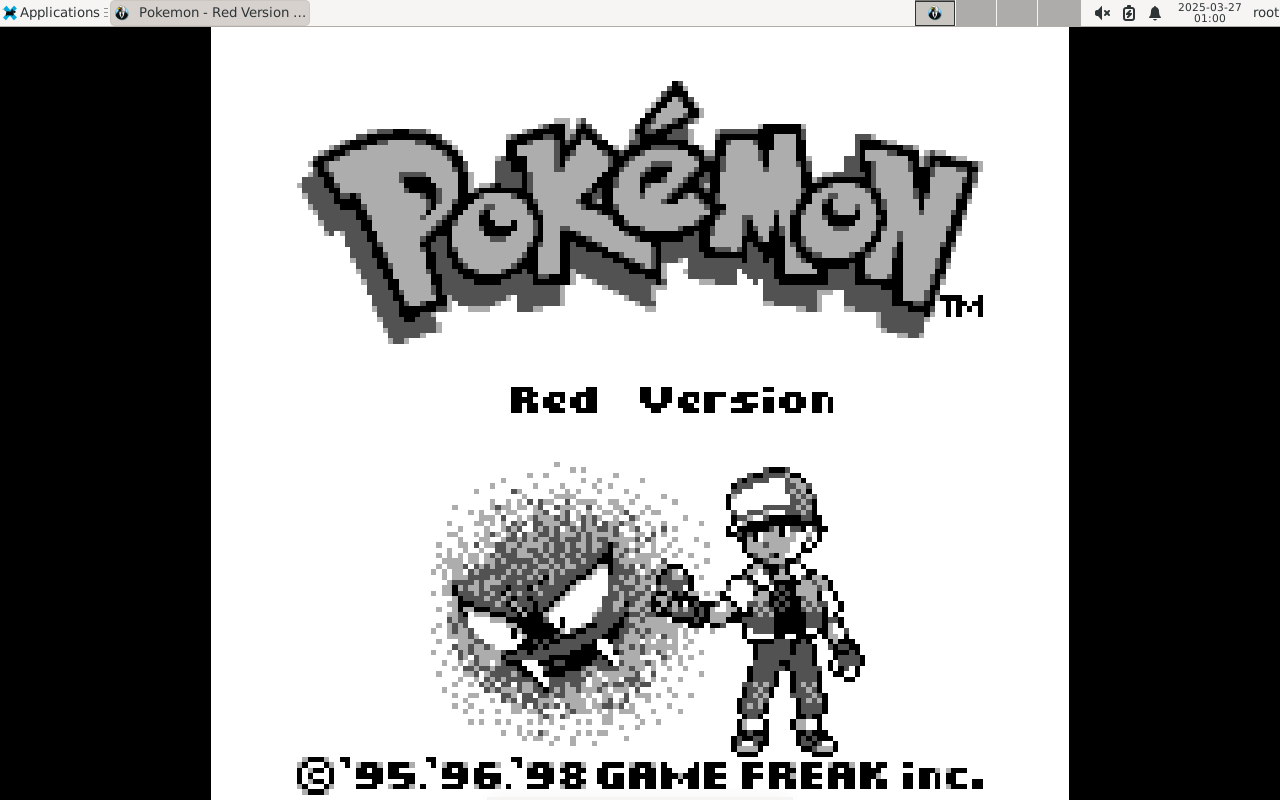 Applications
Pokemon - Red Version ...
2025-03-27
01:00
root
POKéMON
TM
Red Version
©'95.'96.'98 GAME FREAK inc.